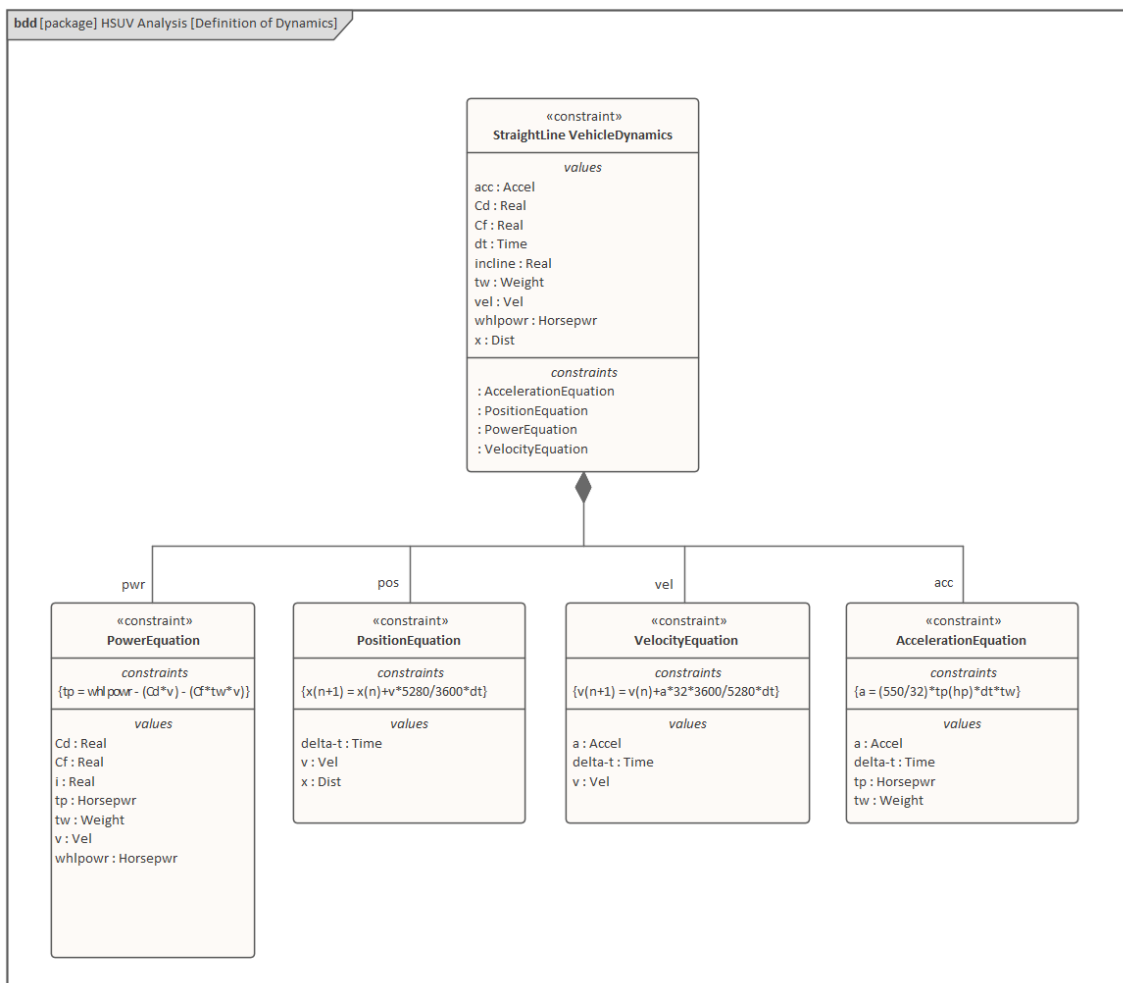 bdd [package] HSUV Analysis [Definition of Dynamics]
«constraint»
StraightLine VehicleDynamics
values
acc : Accel
Cd : Real
Cf : Real
dt : Time
incline : Real
tw : Weight
vel : Vel
whlpowr : Horsepwr
x : Dist
constraints
: AccelerationEquation
: PositionEquation
: PowerEquation
: VelocityEquation
pwr
«constraint»
PowerEquation
constraints
{tp = whlpowr - (Cd*v) - (Cf*tw*v)}
values
Cd : Real
Cf : Real
i : Real
tp : Horsepwr
tw : Weight
v : Vel
whlpowr : Horsepwr
pos
«constraint»
PositionEquation
constraints
{x(n+1) = x(n)+v*5280/3600*dt}
values
delta-t : Time
v : Vel
x : Dist
vel
«constraint»
VelocityEquation
constraints
{v(n+1) = v(n)+a*32*3600/5280*dt}
values
a : Accel
delta-t : Time
v : Vel
acc
«constraint»
AccelerationEquation
constraints
{a = (550/32)*tp(hp)*dt*tw}
values
a : Accel
delta-t : Time
tp : Horsepwr
tw : Weight